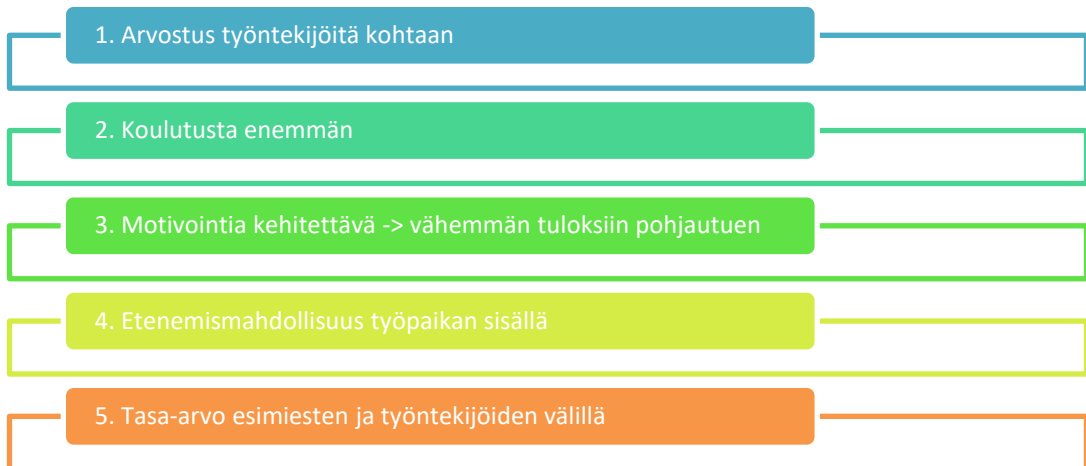 1. Arvostus työntekijöitä kohtaan
2. Koulutusta enemmän
3. Motivointia kehitettävä -> vähemmän tuloksiin pohjautuen
4. Etenemismahdollisuus työpaikan sisällä
5. Tasa-arvo esimiesten ja työntekijöiden välillä